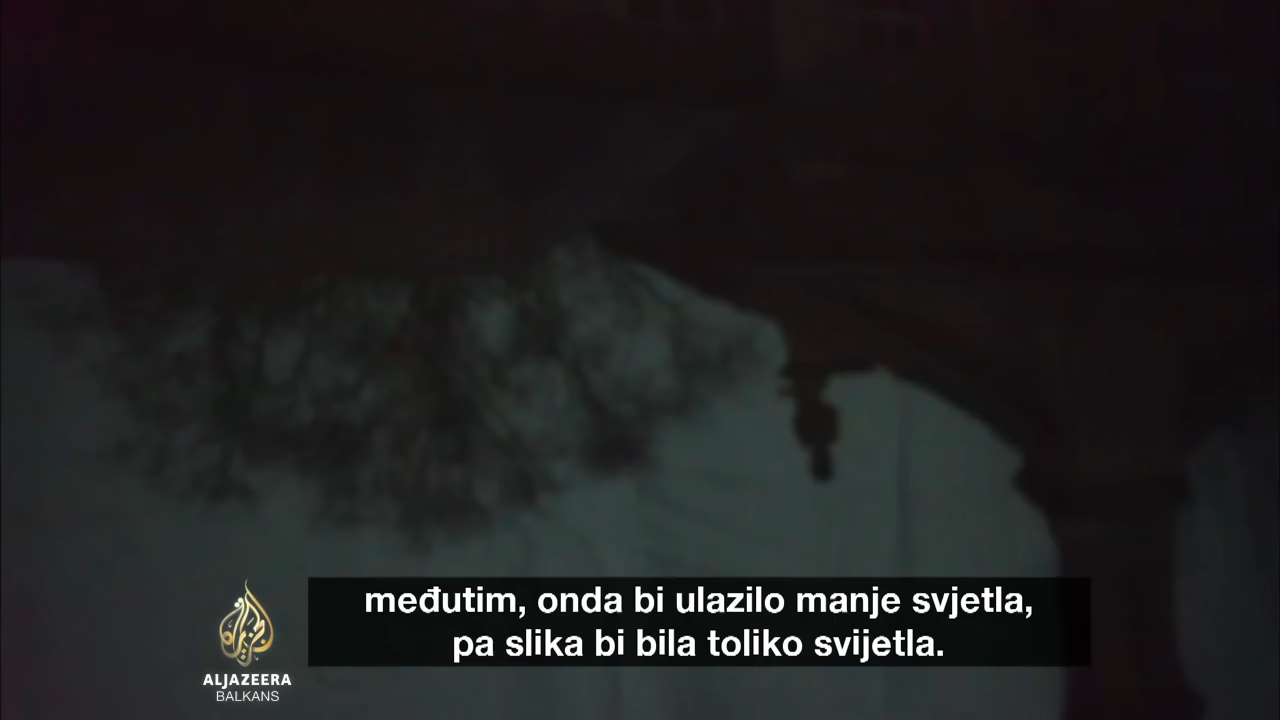 međutim, onda bi ulazilo manje svjetla,
pa slika bi bila toliko svijetla.
ALJAZEERA
BALKANS